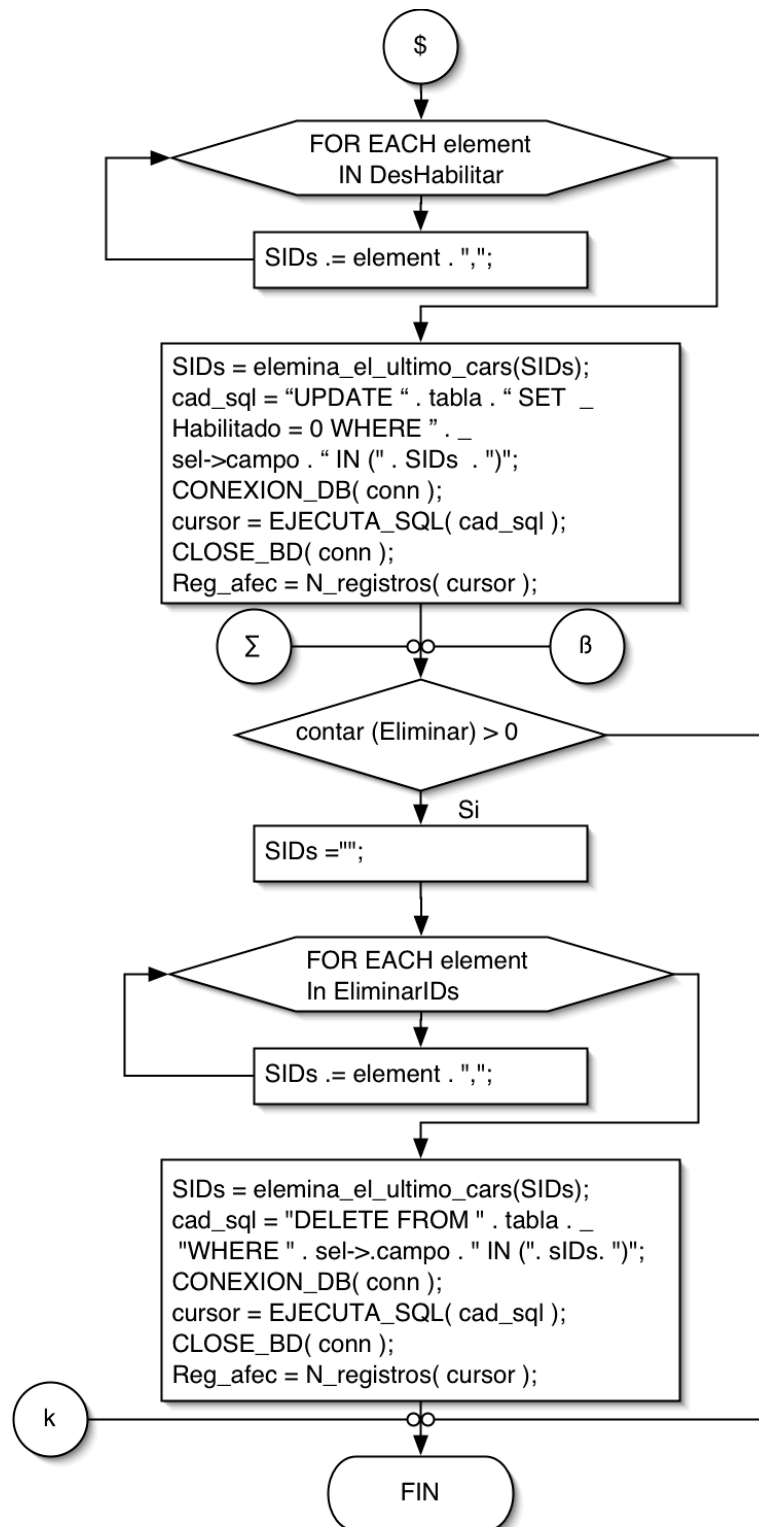 $
FOR EACH element
IN DesHabilitar
SIDs .= element . ",";
SIDs = elemina_el_ultimo_cars(SIDs);
cad_sql = “UPDATE “ . tabla . “ SET _
Habilitado = 0 WHERE ” . _
sel->campo . “ IN (" . SIDs . ")";
CONEXION_DB( conn );
cursor = EJECUTA_SQL( cad_sql );
CLOSE_BD( conn );
Reg_afec = N_registros( cursor );
∑
ß
contar (Eliminar) > 0
Si
SIDs ="";
FOR EACH element
In EliminarIDs
SIDs .= element . ",";
SIDs = elemina_el_ultimo_cars(SIDs);
cad_sql = "DELETE FROM " . tabla . _
"WHERE " . sel->.campo . " IN (". sIDs. ")";
CONEXION_DB( conn );
cursor = EJECUTA_SQL( cad_sql );
CLOSE_BD( conn );
Reg_afec = N_registros( cursor );
k
FIN